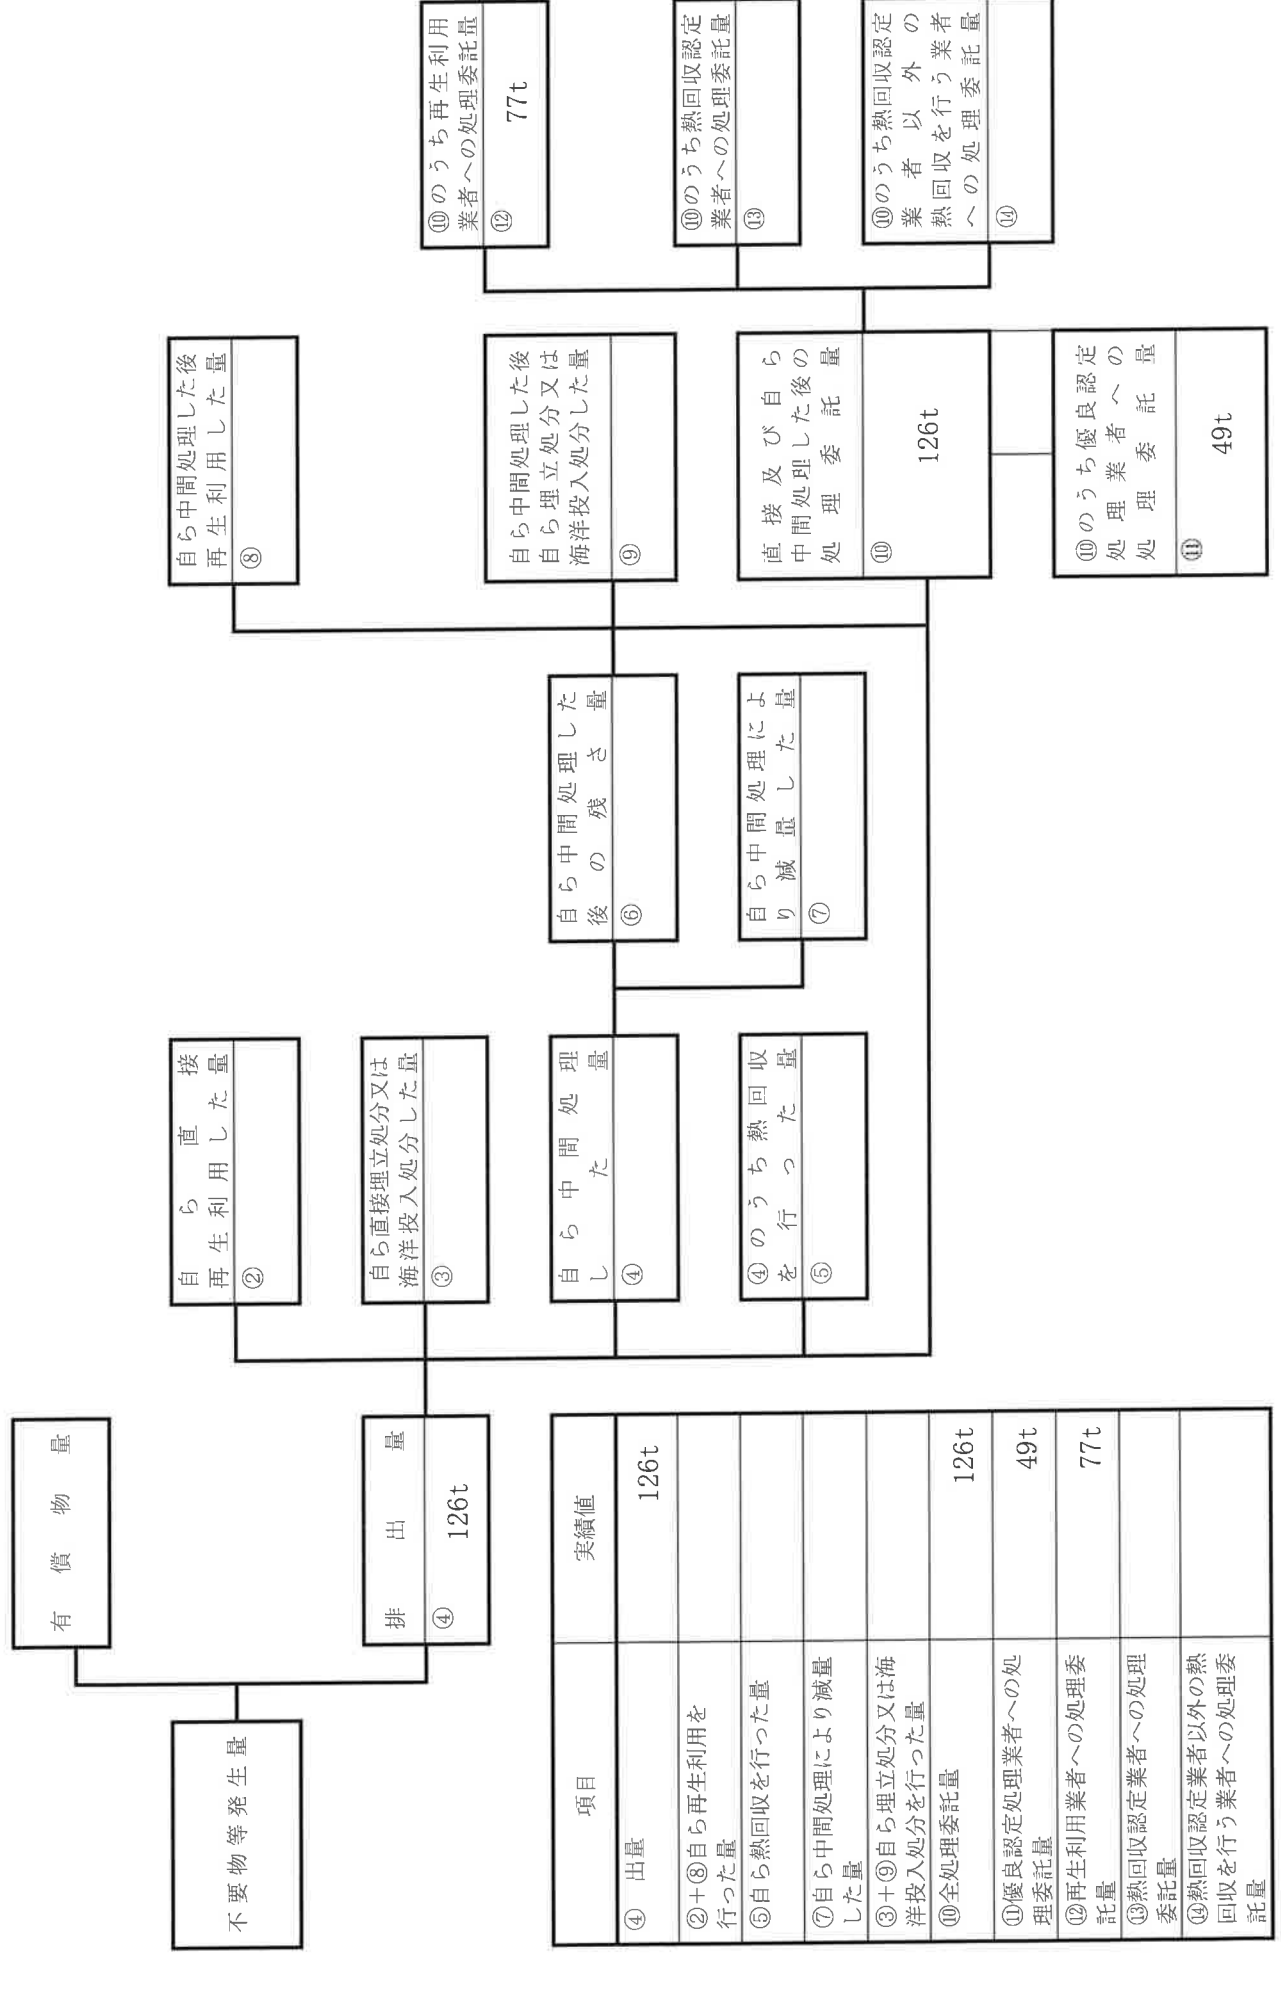 有償物量
不要物等発生量
排出量
④
126t
自ら直接
再生利用した量
②
自ら直接埋立処分又は
海洋投入処分した量
③
自ら中間処理
した量
④
④のうち熱回収
を行った量
⑤
自ら中間処理した
後の残さ量
⑥
自ら中間処理によ
り減量した量
⑦
自ら中間処理した後
再生利用した量
⑧
自ら中間処理した後
自ら埋立処分又は
海洋投入処分した量
⑨
直接及び自ら
中間処理した後の
処理委託量
⑩
126t
⑩のうち優良認定
処理業者への
処理委託量
⑪
49t
⑩のうち再生利用
業者への処理委託量
⑫
77t
⑩のうち熱回収認定
業者への処理委託量
⑬
⑩のうち熱回収認定
業者以外の
熱回収を行う業者
への処理委託量
⑭
項目 実績値
④ 出量 126t
②+⑧自ら再生利用を
行った量
⑤自ら熱回収を行った量
⑦自ら中間処理により減量
した量
③+⑨自ら埋立処分又は海
洋投入処分を行った量
⑩全処理委託量 126t
⑪優良認定処理業者への処
理委託量 49t
⑫再生利用業者への処理委
託量 77t
⑬熱回収認定業者への処理
委託量
⑭熱回収認定業者以外の熱
回収を行う業者への処理委
託量